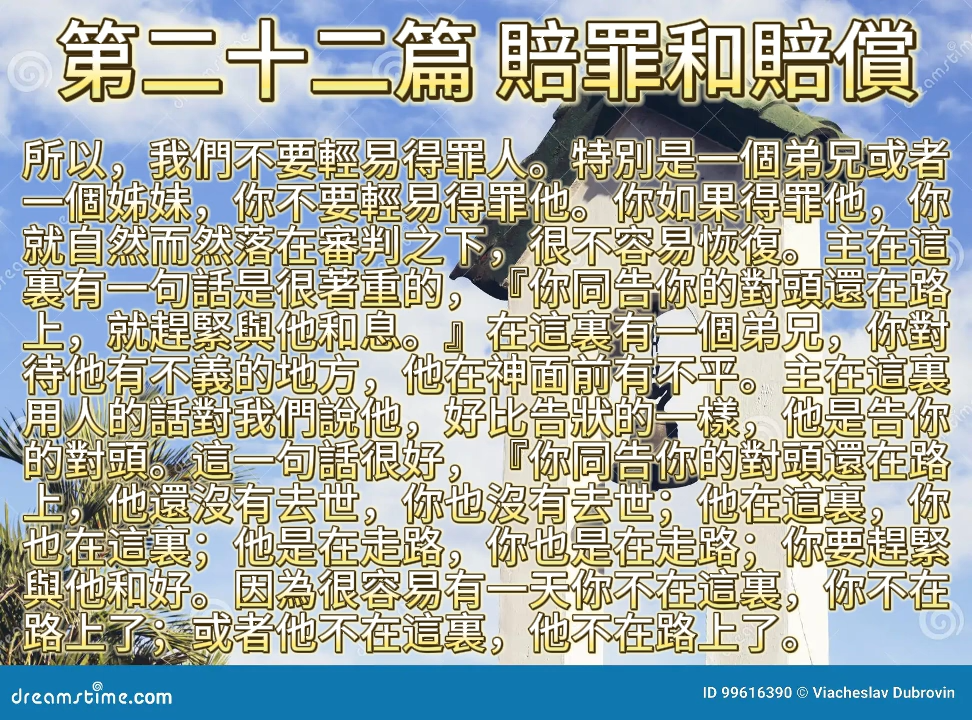 第二十二篇 賠罪和賠償
所以，我們不要輕易得罪人。特別是一個弟兄或者
一個姊妹，你不要輕易得罪他。你如果得罪他，你
就自然而然落在審判之下，很不容易恢復。主在這
裏有一句話是很著重的，『你同告你的對頭還在路
上，就趕緊與他和息。』在這裏有一個弟兄，你對
待他有不義的地方，他在神面前有不平。主在這裏
用人的話對我們說他，好比告狀的一樣，他是告你
的對頭。這一句話很好，『你同告你的對頭還在路
上，他還沒有去世，你也沒有去世；他在這裏，你
也在這裏；他是在走路，你也是在走路；你要趕緊
與他和好。因為很容易有一天你不在這裏，你不在
路上了；或者他不在這裏，他不在路上了。
dreamstime.com
ID 99616390 © Viacheslav Dubrovin